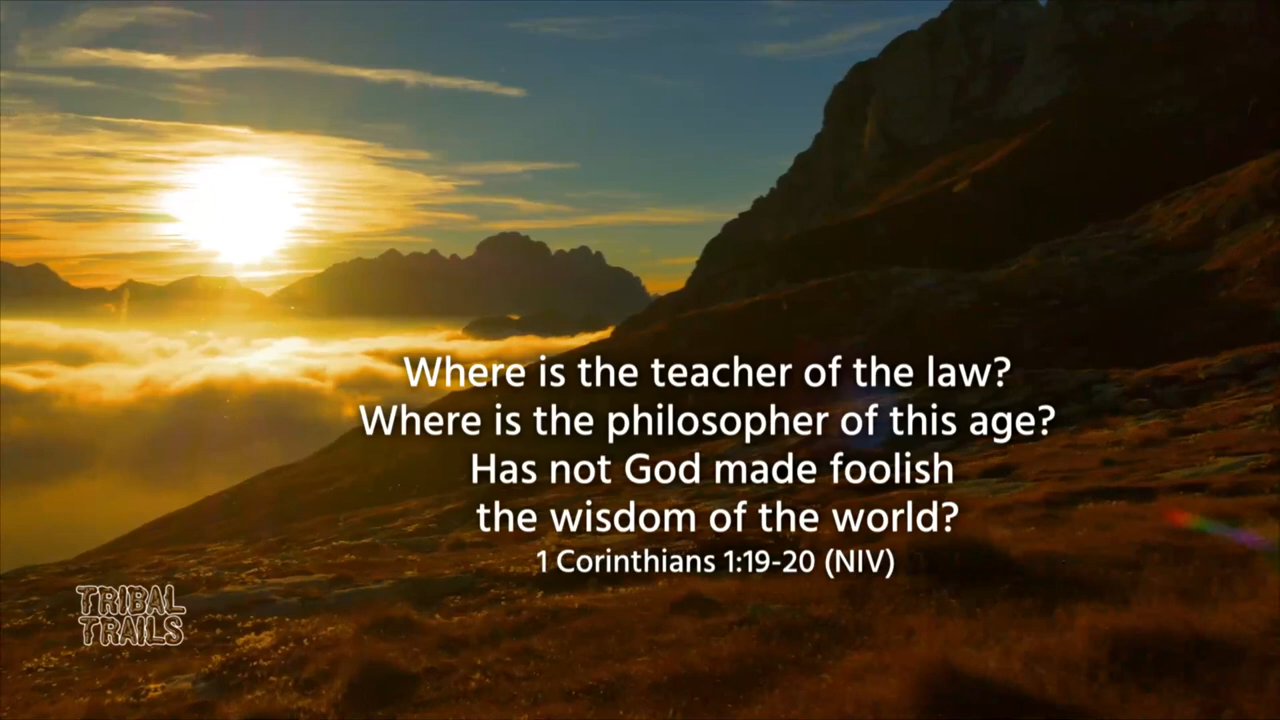 Where is the teacher of the law?
Where is the philosopher of this age?
Has not God made foolish
the wisdom of the world?
1 Corinthians 1:19-20 (NIV)
TRIBAL
TRAILS